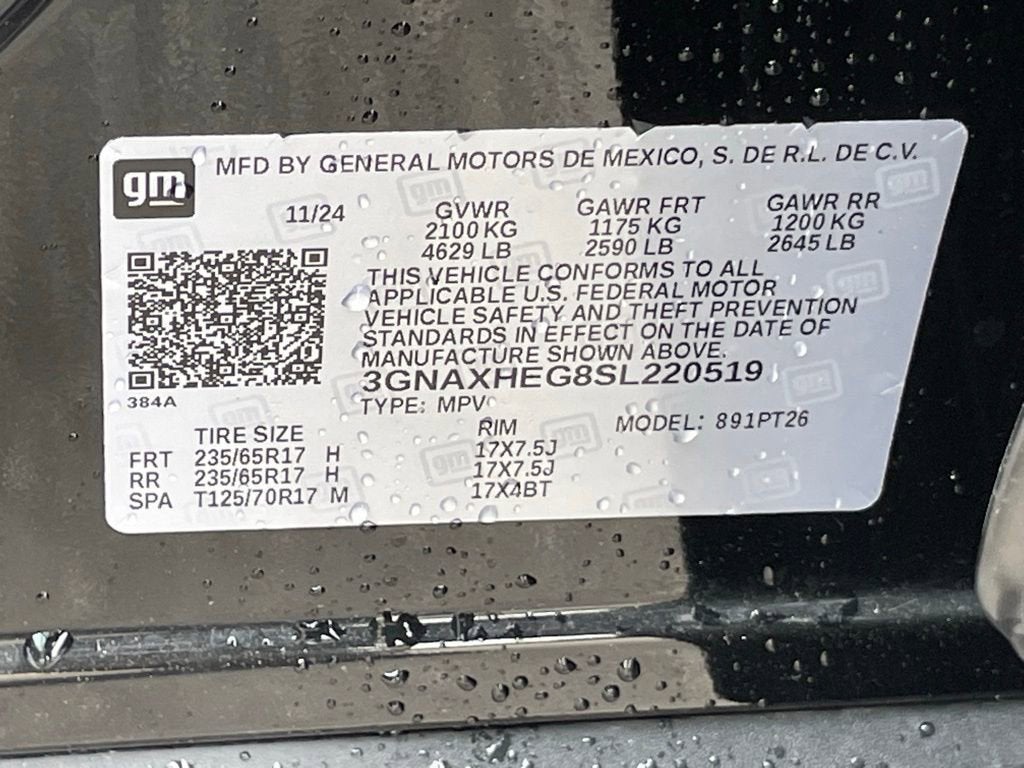 gm MFD BY GENERAL MOTORS DE MEXICO, S. DE R.L. DE C.V.
11/24 GVWR GAWR FRT GAWR RR
2100 KG 1175 KG 1200 KG
4629 LB 2590 LB 2645 LB
THIS VEHICLE CONFORMS TO ALL
APPLICABLE U.S. FEDERAL MOTOR
VEHICLE SAFETY AND THEFT PREVENTION
STANDARDS IN EFFECT ON THE DATE OF
MANUFACTURE SHOWN ABOVE.
3GNAXHEG8SL220519
384A
TYPE: MPV
TIRE SIZE RIM MODEL: 891PT26
FRT 235/65R17 H 17X7.5J
RR 235/65R17 H 17X7.5J
SPA T125/70R17 M 17X4BT